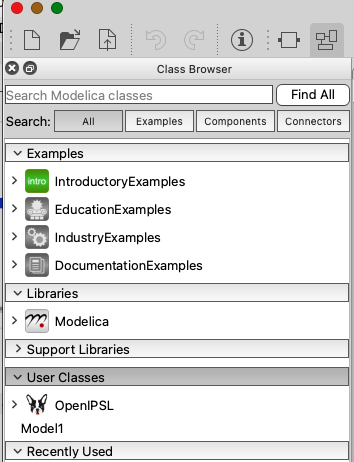 Class Browser
Search Modelica classes
Find All
Search: All Examples Components Connectors
Examples
intro IntroductoryExamples
EducationExamples
IndustryExamples
DocumentationExamples
Libraries
Modelica
Support Libraries
User Classes
OpenIPSL
Model1
Recently Used